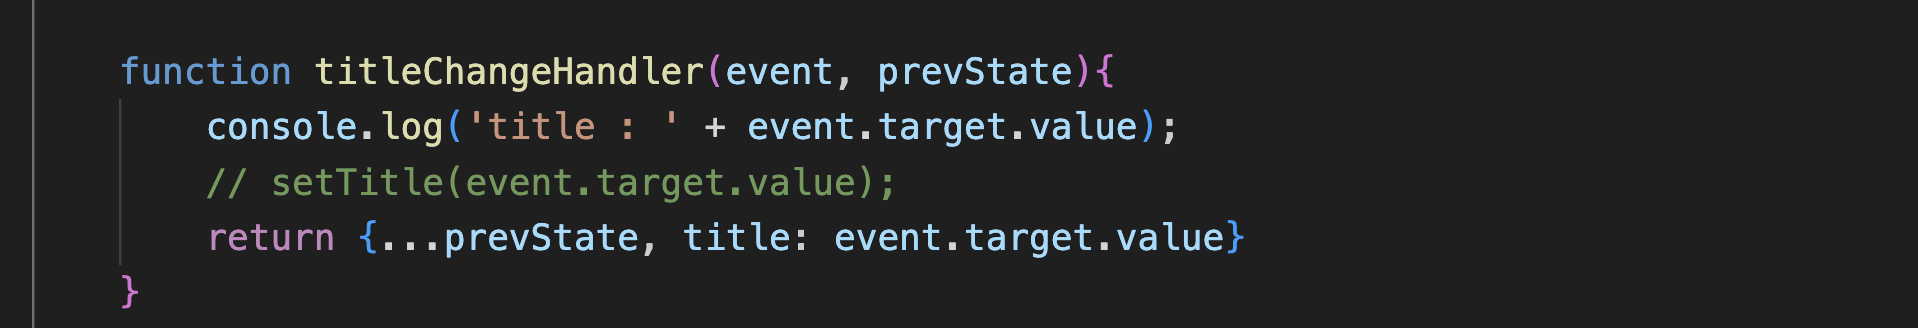 function titleChangeHandler(event, prevState){
    console.log('title : ' + event.target.value);
    // setTitle(event.target.value);
    return {...prevState, title: event.target.value}
}